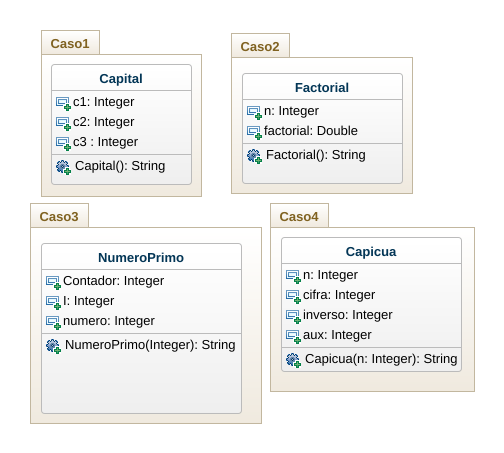 Caso1
Capital
c1: Integer
c2: Integer
c3 : Integer
Capital(): String
Caso2
Factorial
n: Integer
factorial: Double
Factorial(): String
Caso3
NumeroPrimo
Contador: Integer
I: Integer
numero: Integer
NumeroPrimo(Integer): String
Caso4
Capicua
n: Integer
cifra: Integer
inverso: Integer
aux: Integer
Capicua(n: Integer): String